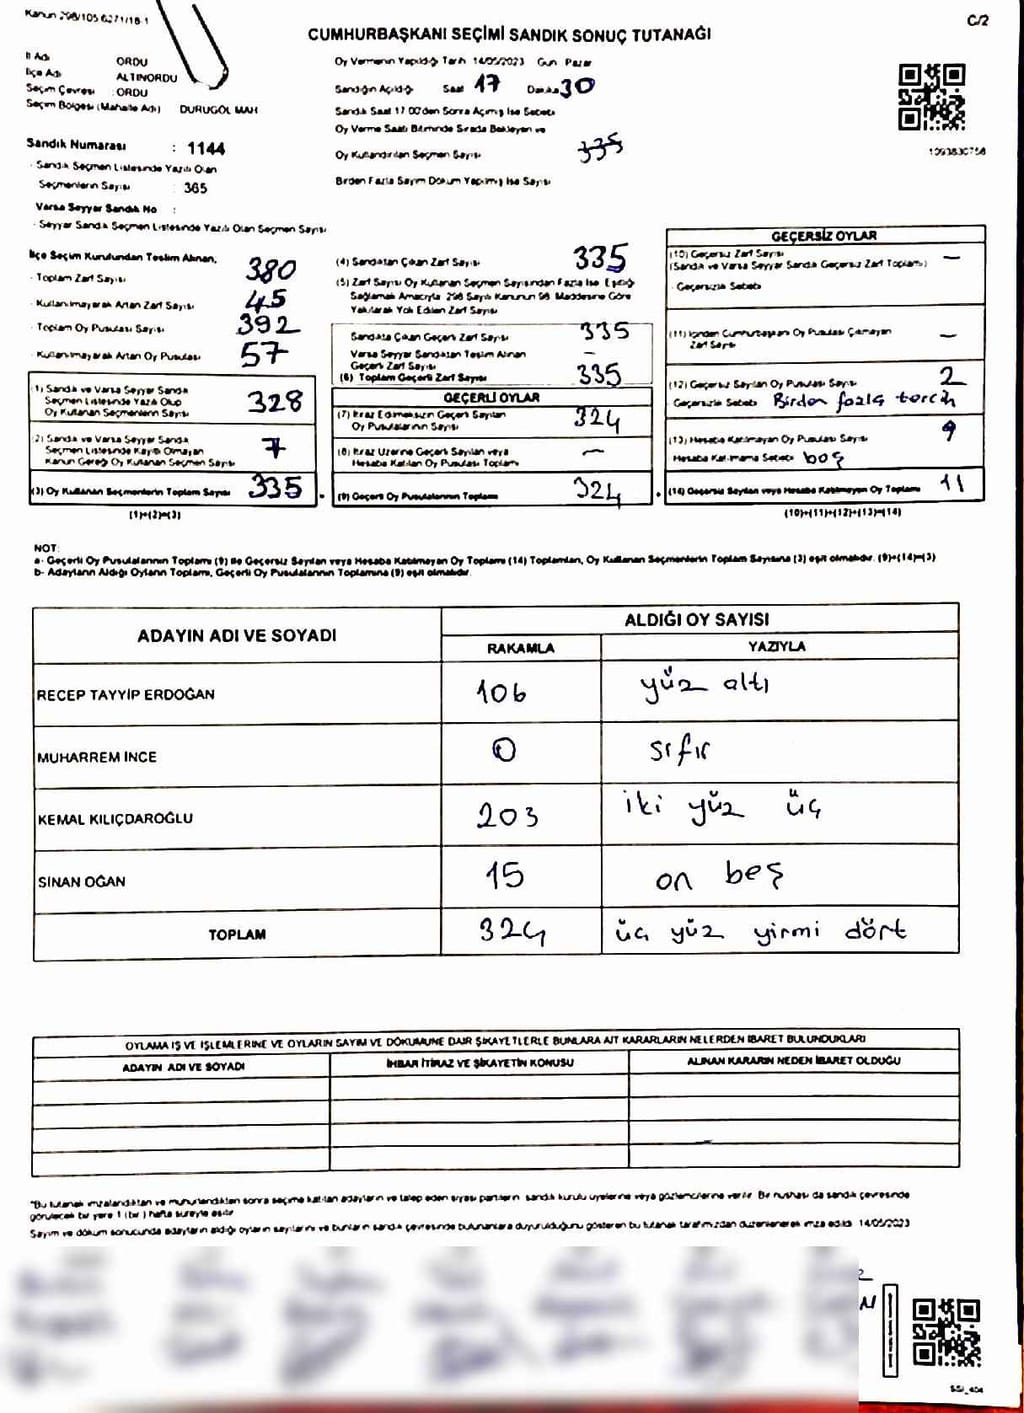 Kanun 298/105 6271/18-1
C/2
CUMHURBAŞKANI SEÇİMİ SANDIK SONUÇ TUTANAĞI
İl Adı ORDU
İlçe Adı ALTINORDU
Seçim Çevresi : ORDU
Seçim Bölgesi (Mahalle Adı) DURUGÖL MAH
Sandık Numarası : 1144
- Sandık Seçmen Listesinde Yazılı Olan
Seçmenlerin Sayısı : 365
Varsa Seyyar Sandık No :
- Seyyar Sandık Seçmen Listesinde Yazılı Olan Seçmen Sayısı
Oy Vermenin Yapıldığı Tarih 14/05/2023 Gün Pazar
Sandığın Açıldığı Saat 17 Dakika 30
Sandık Saat 17 00'den Sonra Açılmış İse Sebebi
Oy Verme Saati Bitiminde Sırada Bekleyen ve
Oy Kullandırılan Seçmen Sayısı 335
Birden Fazla Sayım Döküm Yapılmış İse Sayısı
1093830758
İlçe Seçim Kurulundan Teslim Alınan,
- Toplam Zarf Sayısı 380
- Kullanılmayarak Artan Zarf Sayısı 45
- Toplam Oy Pusulası Sayısı 392
- Kullanılmayarak Artan Oy Pusulası 57
(1) Sandık ve Varsa Seyyar Sandık
Seçmen Listesinde Yazılı Olup
Oy Kullanan Seçmenlerin Sayısı 328
(2) Sandık ve Varsa Seyyar Sandık
Seçmen Listesinde Kayıtlı Olmayan
Kanun Gereği Oy Kullanan Seçmen Sayısı 7
(3) Oy Kullanan Seçmenlerin Toplam Sayısı 335
(1)+(2)=(3)
(4) Sandıktan Çıkan Zarf Sayısı 335
(5) Zarf Sayısı Oy Kullanan Seçmen Sayısından Fazla İse Eşitliği
Sağlamak Amacıyla 298 Sayılı Kanunun 98. Maddesine Göre
Yakılarak Yok Edilen Zarf Sayısı
Sandıkta Çıkan Geçerli Zarf Sayısı 335
Varsa Seyyar Sandıktan Teslim Alınan
Geçerli Zarf Sayısı –
(6) Toplam Geçerli Zarf Sayısı 335
GEÇERLİ OYLAR
(7) İtiraz Edilmeksizin Geçerli Sayılan
Oy Pusulalarının Sayısı 324
(8) İtiraz Üzerine Geçerli Sayılan veya
Hesaba Katılan Oy Pusulası Toplamı –
(9) Geçerli Oy Pusulalarının Toplamı 324
GEÇERSİZ OYLAR
(10) Geçersiz Zarf Sayısı –
(Sandık ve Varsa Seyyar Sandık Geçersiz Zarf Toplamı)
- Geçersizlik Sebebi
(11) İçinden Cumhurbaşkanı Oy Pusulası Çıkmayan
Zarf Sayısı –
(12) Geçersiz Sayılan Oy Pusulası Sayısı 2
- Geçersizlik Sebebi Birden fazla tercih
(13) Hesaba Katılmayan Oy Pusulası Sayısı 9
Hesaba Katılmama Sebebi boş
(14) Geçersiz Sayılan veya Hesaba Katılmayan Oy Toplamı 11
(10)+(11)+(12)+(13)=(14)
NOT:
a- Geçerli Oy Pusulalarının Toplamı (9) ile Geçersiz Sayılan veya Hesaba Katılmayan Oy Toplamı (14) Toplamları, Oy Kullanan Seçmenlerin Toplam Sayısına (3) eşit olmalıdır. (9)+(14)=(3)
b- Adayların Aldığı Oyların Toplamı, Geçerli Oy Pusulalarının Toplamına (9) eşit olmalıdır.
ADAYIN ADI VE SOYADI ALDIĞI OY SAYISI
RAKAMLA YAZIYLA
RECEP TAYYİP ERDOĞAN 106 yüz altı
MUHARREM İNCE 0 sıfır
KEMAL KILIÇDAROĞLU 203 iki yüz üç
SİNAN OĞAN 15 on beş
TOPLAM 324 üç yüz yirmi dört
OYLAMA İŞ VE İŞLEMLERİNE VE OYLARIN SAYIM VE DÖKÜMÜNE DAİR ŞİKAYETLERLE BUNLARA AİT KARARLARIN NELERDEN İBARET BULUNDUKLARI
ADAYIN ADI VE SOYADI İHBAR İTİRAZ VE ŞİKAYETİN KONUSU ALINAN KARARIN NEDEN İBARET OLDUĞU
*Bu tutanak imzalandıktan ve mühürlendikten sonra seçime katılan adayların ve talep eden siyasi partilerin sandık kurulu üyelerine veya gözlemcilerine verilir. Bir nüshası da sandık çevresinde
görülecek bir yere 1 (bir) hafta süreyle asılır
Sayım ve döküm sonucunda adayların aldığı oyların sayılarını ve bunların sandık çevresinde bulunanlara duyurulduğunu gösteren bu tutanak tarafımızdan düzenlenerek imza edildi. 14/05/2023